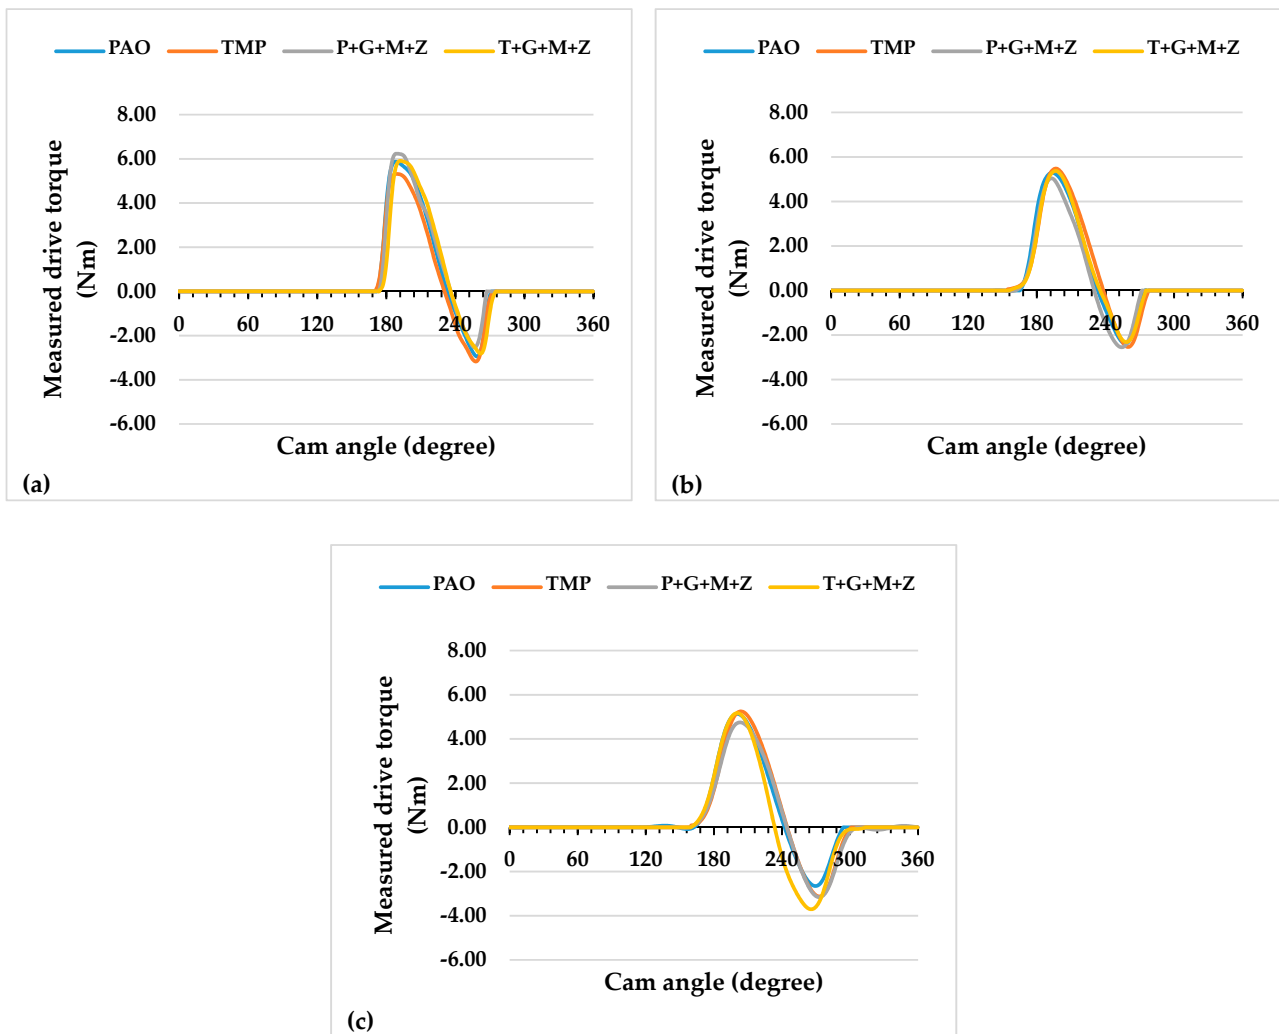 PAO TMP P+G+M+Z T+G+M+Z
8.00
6.00
4.00
2.00
0.00
-2.00
-4.00
-6.00
0 60 120 180 240 300 360
Measured drive torque
(Nm)
Cam angle (degree)
(a)
PAO TMP P+G+M+Z T+G+M+Z
8.00
6.00
4.00
2.00
0.00
-2.00
-4.00
-6.00
0 60 120 180 240 300 360
Measured drive torque
(Nm)
Cam angle (degree)
(b)
PAO TMP P+G+M+Z T+G+M+Z
8.00
6.00
4.00
2.00
0.00
-2.00
-4.00
-6.00
0 60 120 180 240 300 360
Measured drive torque
(Nm)
Cam angle (degree)
(c)